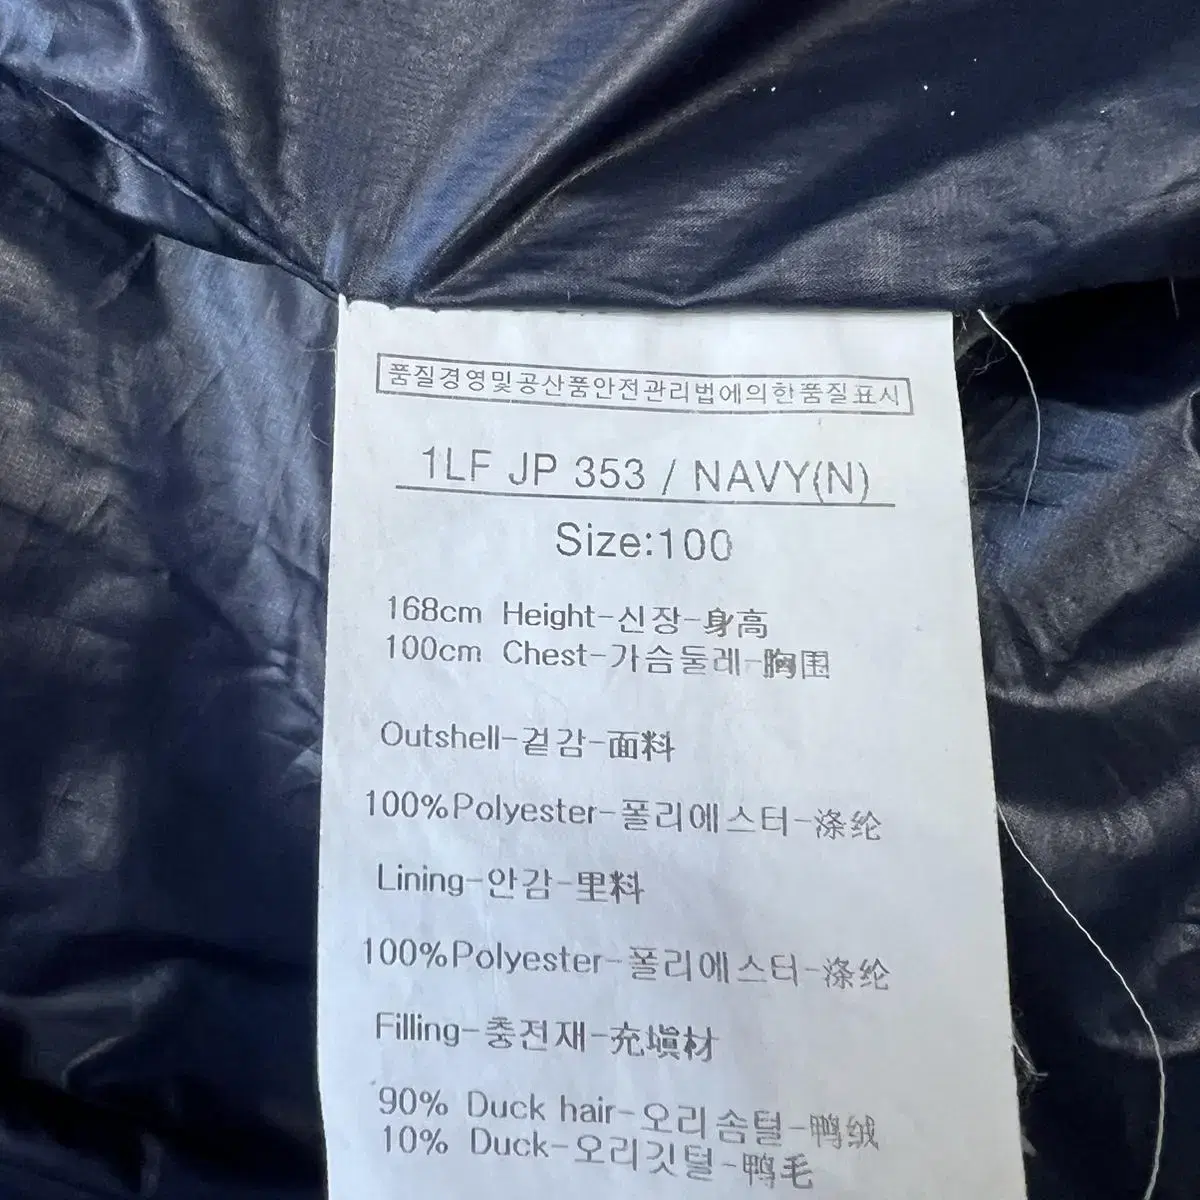 품질경영및공산품안전관리법에의한품질표시
1LF JP 353 / NAVY(N)
Size:100
168cm Height-신장-身高
100cm Chest-가슴둘레-胸围
Outshell-겉감-面料
100%Polyester-폴리에스터-涤纶
Lining-안감-里料
100%Polyester-폴리에스터-涤纶
Filling-충전재-充塡材
90% Duck hair-오리솜털-鸭绒
10% Duck-오리깃털-鸭毛